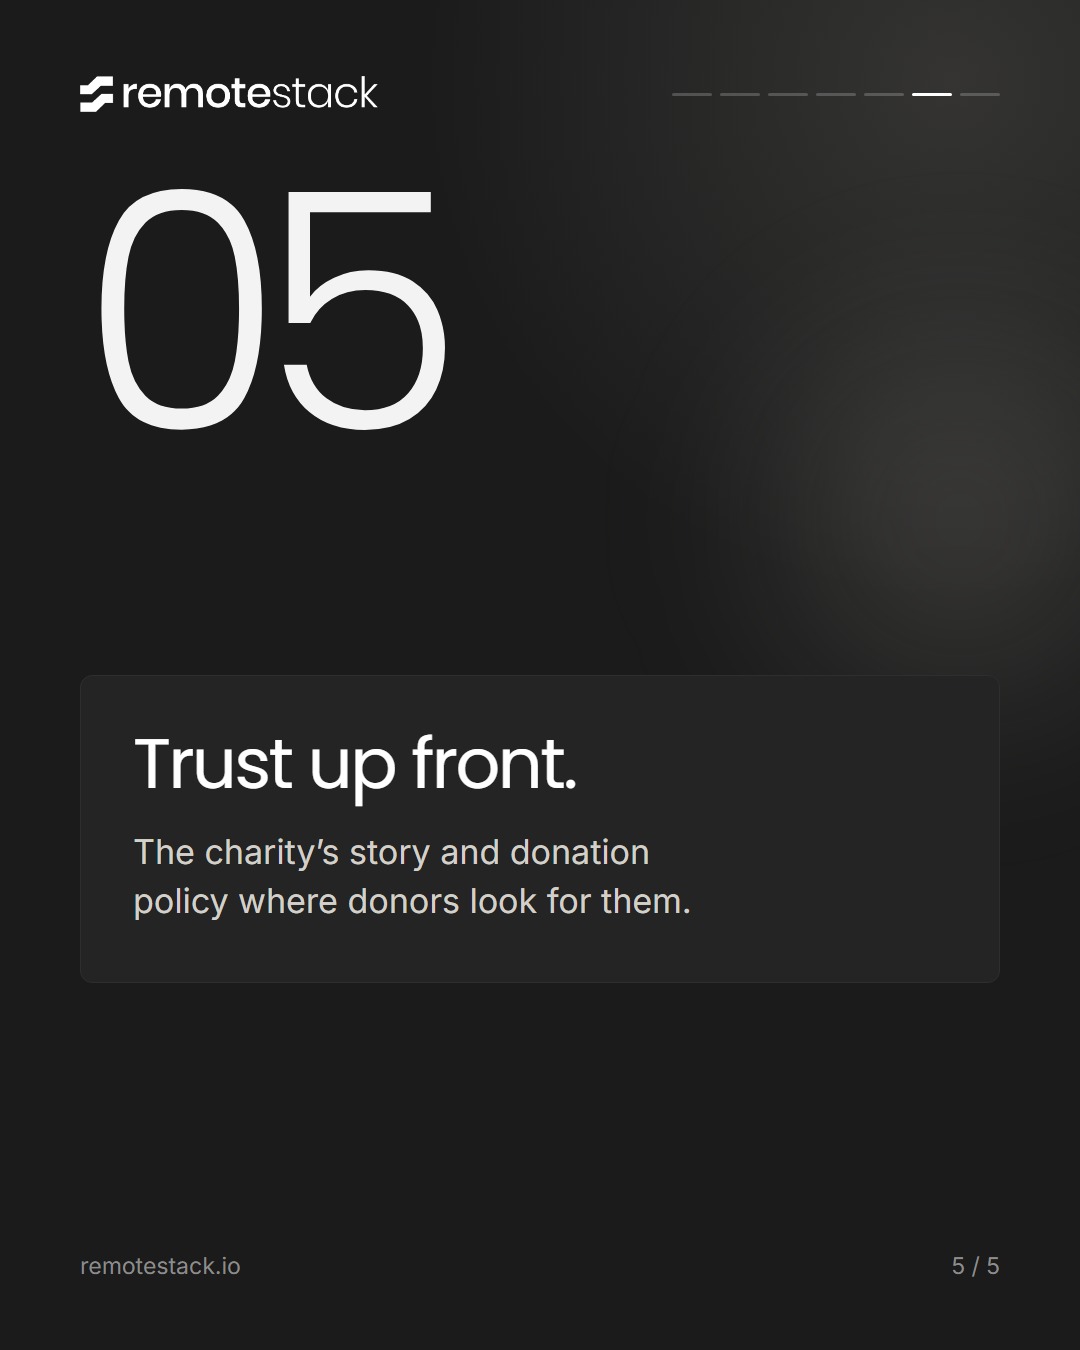 remotestack
05
Trust up front.
The charity’s story and donation
policy where donors look for them.
remotestack.io
5 / 5